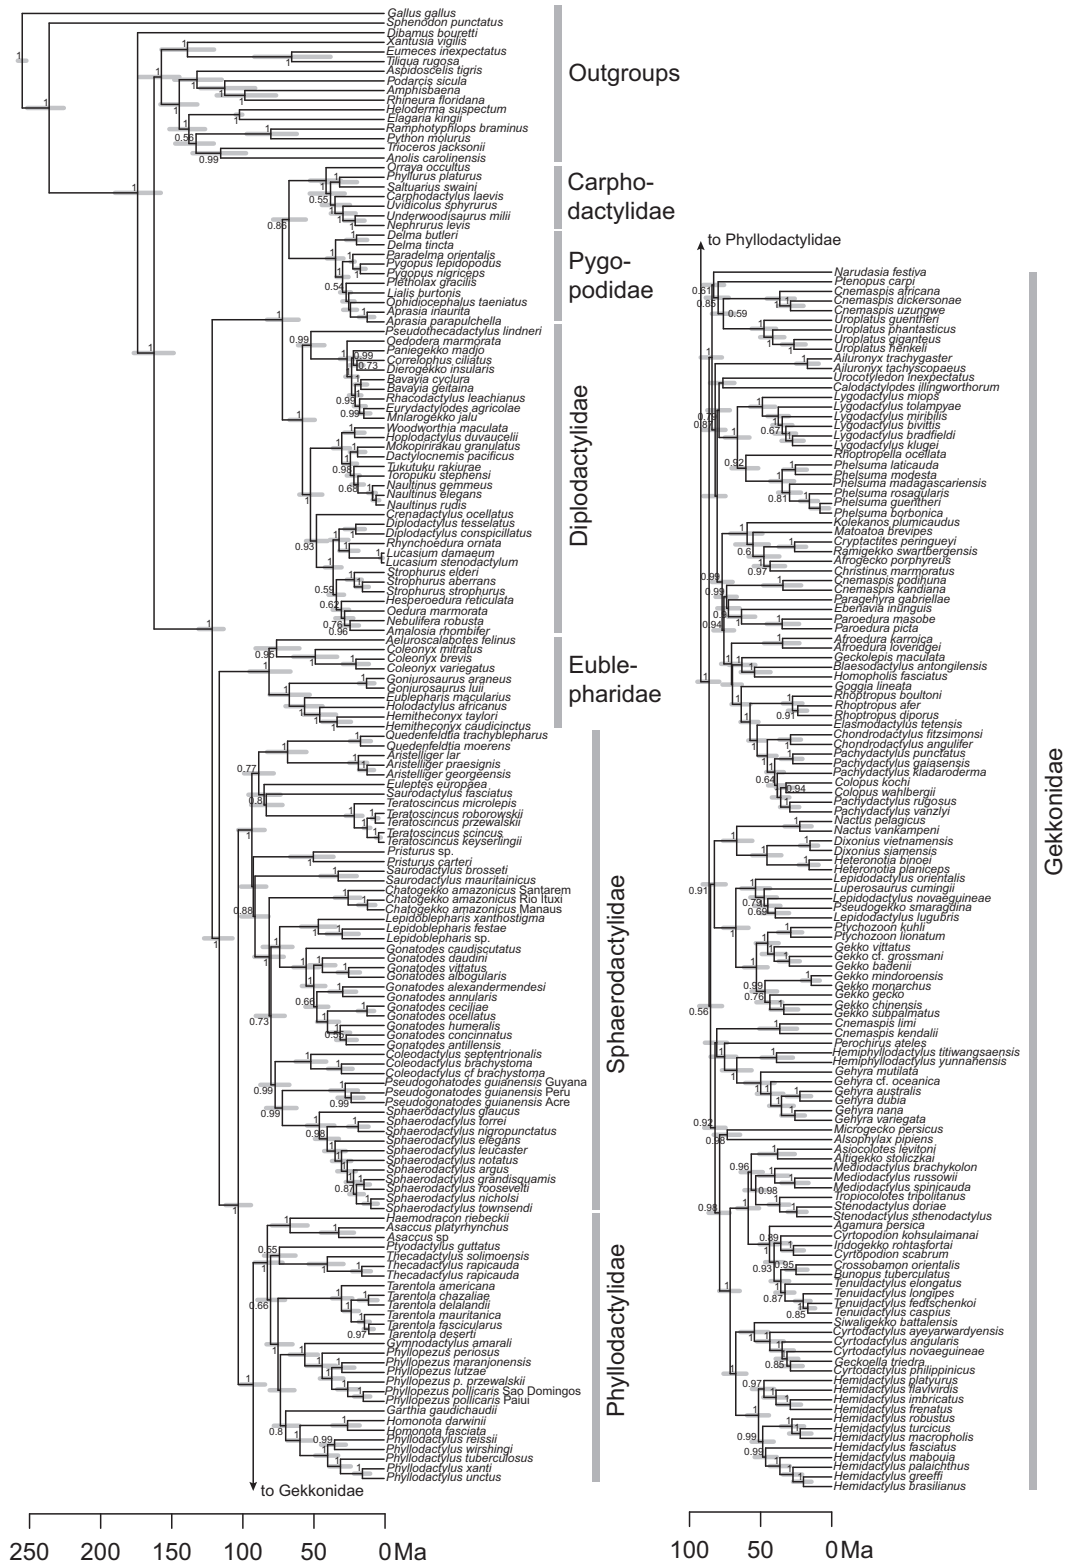 Gallus gallus
Sphenodon punctatus
Dibamus bouretti
Xantusia vigilis
Eumeces inexpectatus
Tiliqua rugosa
Aspidoscelis tigris
Podarcis sicula
Amphisbaena
Rhineura floridana
Heloderma suspectum
Elagaria kingii
Ramphotyphlops braminus
Python molurus
Trioceros jacksonii
Anolis carolinensis
Outgroups
Orraya occultus
Phyllurus platurus
Saltuarius swaini
Carphodactylus laevis
Uvidicolus sphyrurus
Underwoodisaurus milii
Nephrurus levis
Carpho-
dactylidae
Delma butleri
Delma tincta
Paradelma orientalis
Pygopus lepidopodus
Pygopus nigriceps
Pletholax gracilis
Lialis burtonis
Ophidiocephalus taeniatus
Aprasia inaurita
Aprasia parapulchella
Pygo-
podidae
Pseudothecadactylus lindneri
Oedodera marmorata
Paniegekko madjo
Correlophus ciliatus
Dierogekko insularis
Bavayia cyclura
Bavayia geitaina
Rhacodactylus leachianus
Eurydactylodes agricolae
Mniarogekko jalu
Woodworthia maculata
Hoplodactylus duvaucelii
Mokopirirakau granulatus
Dactylocnemis pacificus
Tukutuku rakiurae
Toropuku stephensi
Naultinus gemmeus
Naultinus elegans
Naultinus rudis
Crenadactylus ocellatus
Diplodactylus tesselatus
Diplodactylus conspicillatus
Rhynchoedura ornata
Lucasium damaeum
Lucasium stenodactylum
Strophurus elderi
Strophurus aberrans
Strophurus strophurus
Hesperoedura reticulata
Oedura marmorata
Nebulifera robusta
Amalosia rhombifer
Diplodactylidae
Aeluroscalabotes felinus
Coleonyx mitratus
Coleonyx brevis
Coleonyx variegatus
Goniurosaurus araneus
Goniurosaurus luii
Eublepharis macularius
Holodactylus africanus
Hemitheconyx taylori
Hemitheconyx caudicinctus
Euble-
pharidae
Quedenfeldtia trachyblepharus
Quedenfeldtia moerens
Aristelliger lar
Aristelliger praesignis
Aristelliger georgeensis
Euleptes europaea
Saurodactylus fasciatus
Teratoscincus microlepis
Teratoscincus roborowskii
Teratoscincus przewalskii
Teratoscincus scincus
Teratoscincus keyserlingii
Pristurus sp.
Pristurus carteri
Saurodactylus brosseti
Saurodactylus mauritainicus
Chatogekko amazonicus Santarem
Chatogekko amazonicus Rio Ituxi
Chatogekko amazonicus Manaus
Lepidoblepharis xanthostigma
Lepidoblepharis festae
Lepidoblepharis sp.
Gonatodes caudiscutatus
Gonatodes daudini
Gonatodes vittatus
Gonatodes albogularis
Gonatodes alexandermendesi
Gonatodes annularis
Gonatodes ceciliae
Gonatodes ocellatus
Gonatodes humeralis
Gonatodes concinnatus
Gonatodes antillensis
Coleodactylus septentrionalis
Coleodactylus brachystoma
Coleodactylus cf brachystoma
Pseudogonatodes guianensis Guyana
Pseudogonatodes guianensis Peru
Pseudogonatodes guianensis Acre
Sphaerodactylus glaucus
Sphaerodactylus torrei
Sphaerodactylus nigropunctatus
Sphaerodactylus elegans
Sphaerodactylus leucaster
Sphaerodactylus notatus
Sphaerodactylus argus
Sphaerodactylus grandisquamis
Sphaerodactylus roosevelti
Sphaerodactylus nicholsi
Sphaerodactylus townsendi
Sphaerodactylidae
Haemodracon riebeckii
Asaccus platyrhynchus
Asaccus sp
Ptyodactylus guttatus
Thecadactylus solimoensis
Thecadactylus rapicauda
Thecadactylus rapicauda
Tarentola americana
Tarentola chazaliae
Tarentola delalandii
Tarentola mauritanica
Tarentola fascicularus
Tarentola deserti
Gymnodactylus amarali
Phyllopezus periosus
Phyllopezus maranjonensis
Phyllopezus lutzae
Phyllopezus p. przewalskii
Phyllopezus pollicaris Sao Domingos
Phyllopezus pollicaris Paiui
Garthia gaudichaudii
Homonota darwinii
Homonota fasciata
Phyllodactylus reissii
Phyllodactylus wirshingi
Phyllodactylus tuberculosus
Phyllodactylus xanti
Phyllodactylus unctus
Phyllodactylidae
to Gekkonidae
250 200 150 100 50 0 Ma
to Phyllodactylidae
Narudasia festiva
Ptenopus carpi
Cnemaspis africana
Cnemaspis dickersonae
Cnemaspis uzungwe
Uroplatus guentheri
Uroplatus phantasticus
Uroplatus giganteus
Uroplatus henkeli
Ailuronyx trachygaster
Ailuronyx tachyscopaeus
Urocotyledon inexpectatus
Calodactylodes illingworthorum
Lygodactylus miops
Lygodactylus tolampyae
Lygodactylus miribilis
Lygodactylus bivittis
Lygodactylus bradfieldi
Lygodactylus klugei
Rhoptropella ocellata
Phelsuma laticauda
Phelsuma modesta
Phelsuma madagascariensis
Phelsuma rosagularis
Phelsuma guentheri
Phelsuma borbonica
Kolekanos plumicaudus
Matoatoa brevipes
Cryptactites peringueyi
Ramigekko swartbergensis
Afrogecko porphyreus
Christinus marmoratus
Cnemaspis podihuna
Cnemaspis kandiana
Paragehyra gabriellae
Ebenavia inunguis
Paroedura masobe
Paroedura picta
Afroedura karroica
Afroedura loveridgei
Geckolepis maculata
Blaesodactylus antongilensis
Homopholis fasciatus
Goggia lineata
Rhoptropus boultoni
Rhoptropus afer
Rhoptropus diporus
Elasmodactylus tetensis
Chondrodactylus fitzsimonsi
Chondrodactylus angulifer
Pachydactylus punctatus
Pachydactylus gaiasensis
Pachydactylus kladaroderma
Colopus kochi
Colopus wahlbergii
Pachydactylus rugosus
Pachydactylus vanzlyi
Nactus pelagicus
Nactus vankampeni
Dixonius vietnamensis
Dixonius siamensis
Heteronotia binoei
Heteronotia planiceps
Lepidodactylus orientalis
Luperosaurus cumingii
Lepidodactylus novaeguineae
Pseudogekko smaragdina
Lepidodactylus lugubris
Ptychozoon kuhli
Ptychozoon lionatum
Gekko vittatus
Gekko cf. grossmani
Gekko badenii
Gekko mindoroensis
Gekko monarchus
Gekko gecko
Gekko chinensis
Gekko subpalmatus
Cnemaspis limi
Cnemaspis kendalii
Perochirus ateles
Hemiphyllodactylus titiwangsaensis
Hemiphyllodactylus yunnanensis
Gehyra mutilata
Gehyra cf. oceanica
Gehyra australis
Gehyra dubia
Gehyra nana
Gehyra variegata
Microgecko persicus
Alsophylax pipiens
Asiocolotes levitoni
Altigekko stoliczkai
Mediodactylus brachykolon
Mediodactylus russowii
Mediodactylus spinicauda
Tropiocolotes tripolitanus
Stenodactylus doriae
Stenodactylus sthenodactylus
Agamura persica
Cyrtopodion kohsulaimanai
Iridogekko rohtasfortai
Cyrtopodion scabrum
Crossobamon orientalis
Bunopus tuberculatus
Tenuidactylus elongatus
Tenuidactylus longipes
Tenuidactylus fedtschenkoi
Tenuidactylus caspius
Siwaligekko battalensis
Cyrtodactylus ayeyarwardyensis
Cyrtodactylus angularis
Cyrtodactylus novaeguineae
Geckoella triedra
Cyrtodactylus philippinicus
Hemidactylus platyurus
Hemidactylus flavivirdis
Hemidactylus imbricatus
Hemidactylus frenatus
Hemidactylus robustus
Hemidactylus turcicus
Hemidactylus macropholis
Hemidactylus fasciatus
Hemidactylus mabouia
Hemidactylus palaichthus
Hemidactylus greeffi
Hemidactylus brasilianus
Gekkonidae
100 50 0 Ma